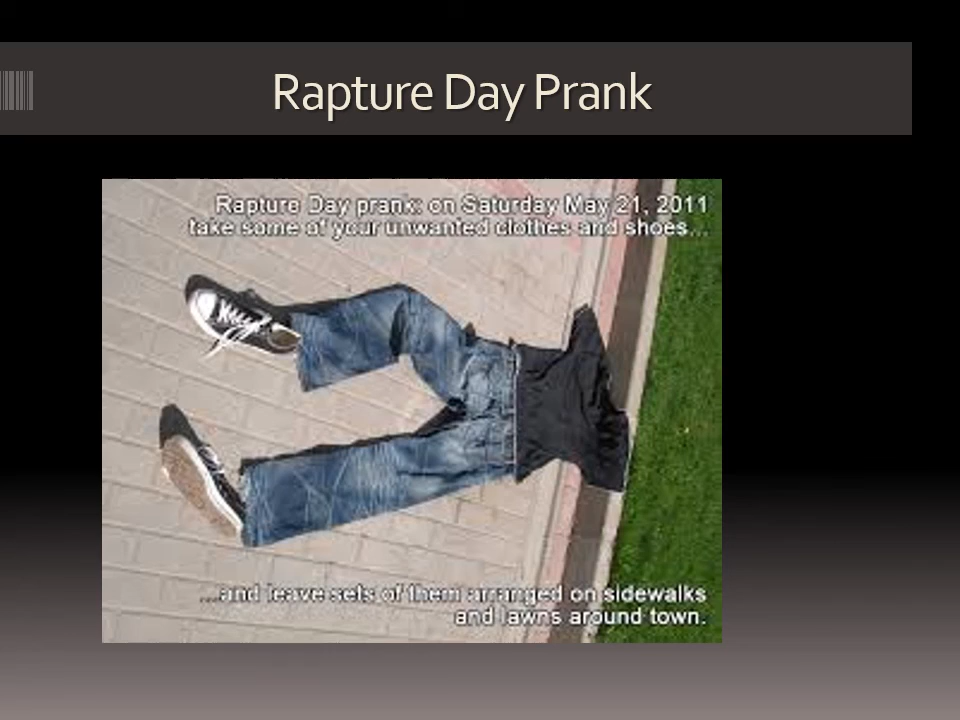 Rapture Day Prank
Rapture Day prank: on Saturday May 21, 2011
take some of your unwanted clothes and shoes...
...and leave sets of them arranged on sidewalks
and lawns around town.